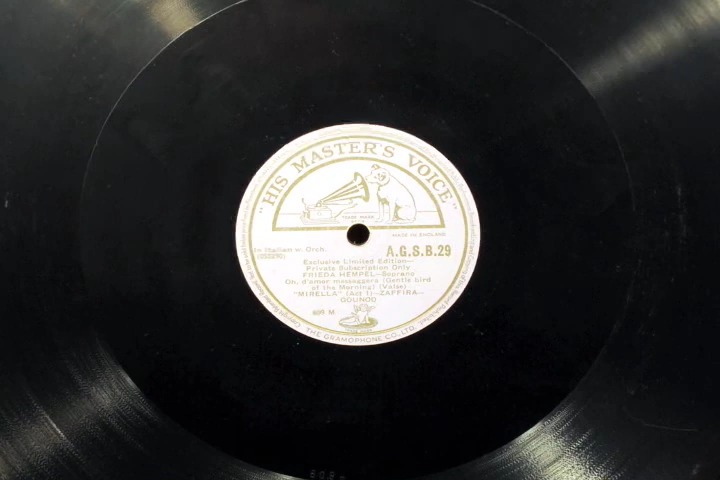 "HIS MASTER'S VOICE"
TRADE MARK
MADE IN ENGLAND
In Italian w. Orch. A.G.S.B.29
(053290)
Exclusive Limited Edition—
Private Subscription Only
FRIEDA HEMPEL—Soprano
Oh, d'amor messaggera (Gentle bird
of the Morning) (Valse)
"MIRELLA" (Act I)—ZAFFIRA—
GOUNOD
409 M
THE GRAMOPHONE CO., LTD.